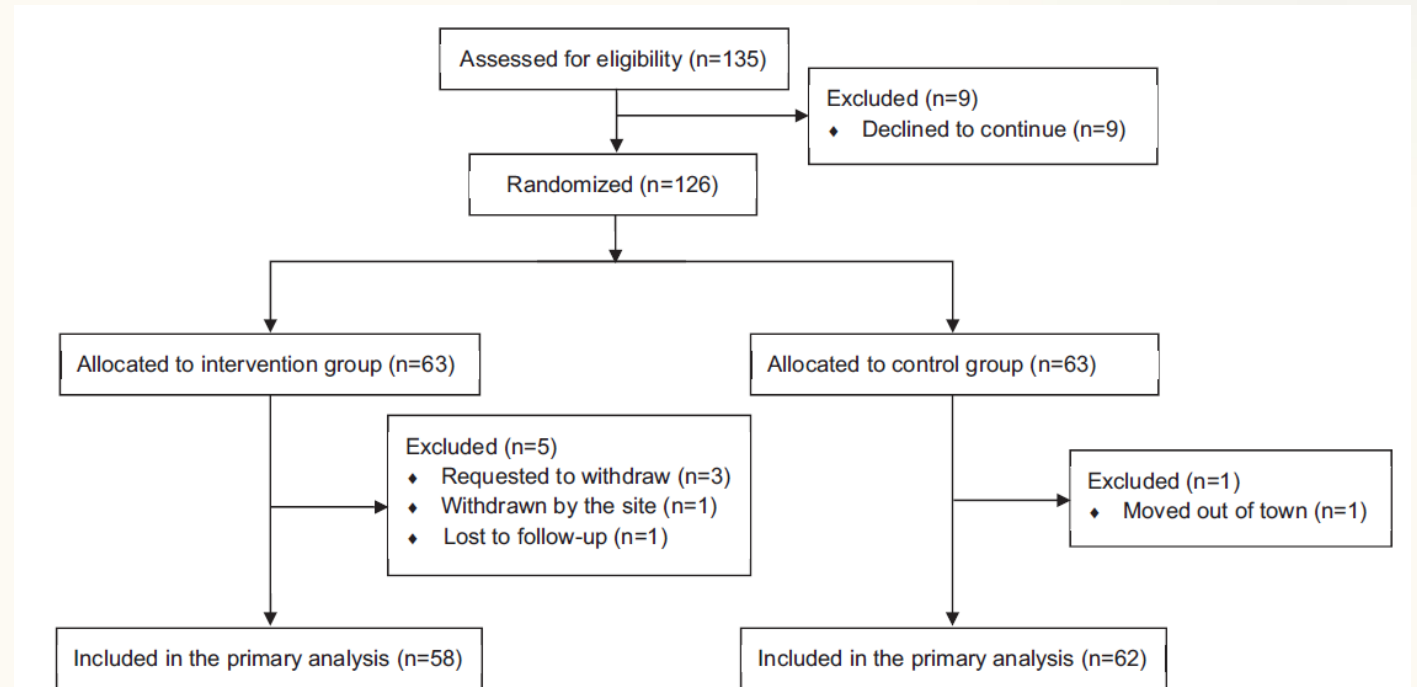 Assessed for eligibility (n=135)
Excluded (n=9)
♦ Declined to continue (n=9)
Randomized (n=126)
Allocated to intervention group (n=63)
Allocated to control group (n=63)
Excluded (n=5)
♦ Requested to withdraw (n=3)
♦ Withdrawn by the site (n=1)
♦ Lost to follow-up (n=1)
Excluded (n=1)
♦ Moved out of town (n=1)
Included in the primary analysis (n=58)
Included in the primary analysis (n=62)